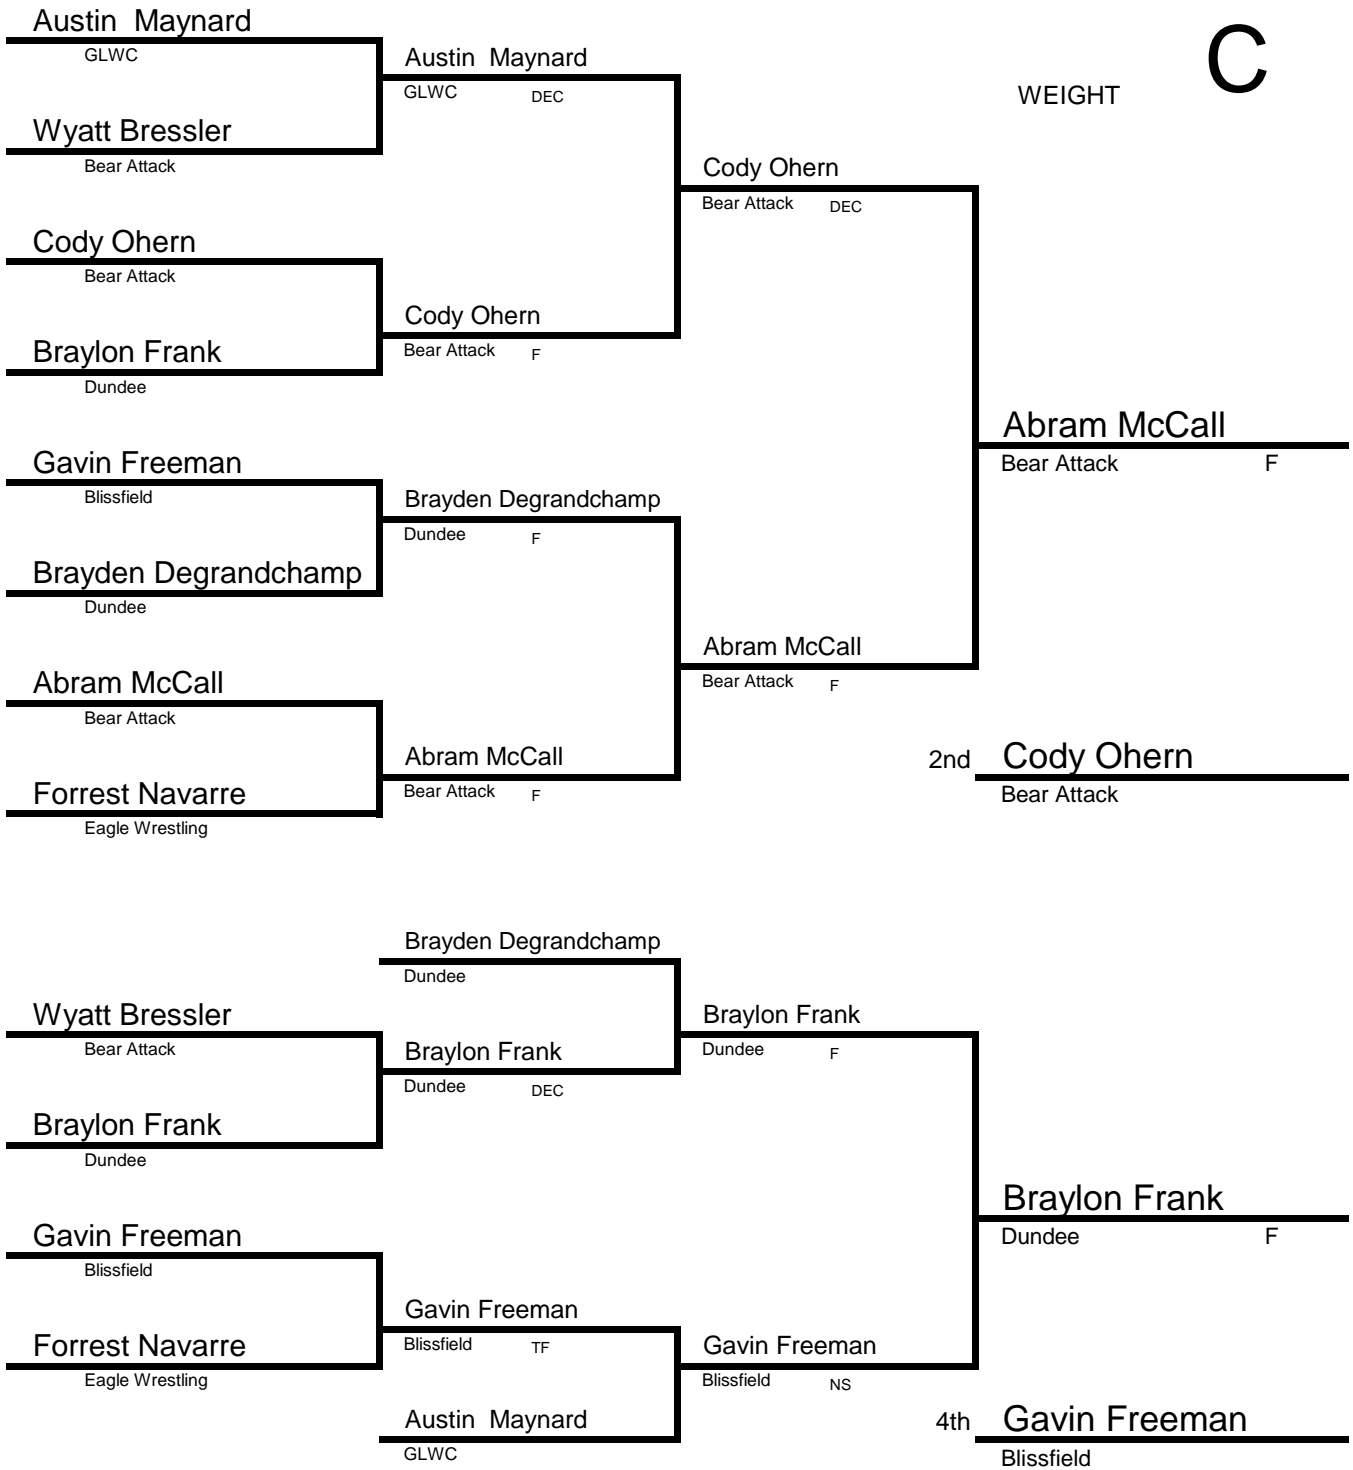 Austin  Maynard
GLWC
Austin  Maynard
GLWC DEC
C
WEIGHT
Wyatt Bressler
Bear Attack
Cody Ohern
Bear Attack DEC
Cody Ohern
Bear Attack
Cody Ohern
Bear Attack F
Braylon Frank
Dundee
Abram McCall
Bear Attack F
Gavin Freeman
Blissfield
Brayden Degrandchamp
Dundee F
Brayden Degrandchamp
Dundee
Abram McCall
Bear Attack F
Abram McCall
Bear Attack
Abram McCall
Bear Attack F
2nd Cody Ohern
Bear Attack
Forrest Navarre
Eagle Wrestling
Brayden Degrandchamp
Dundee
Wyatt Bressler
Bear Attack
Braylon Frank
Dundee F
Braylon Frank
Dundee DEC
Braylon Frank
Dundee
Braylon Frank
Dundee F
Gavin Freeman
Blissfield
Gavin Freeman
Blissfield TF
Forrest Navarre
Eagle Wrestling
Gavin Freeman
Blissfield NS
Austin  Maynard
GLWC
4th Gavin Freeman
Blissfield